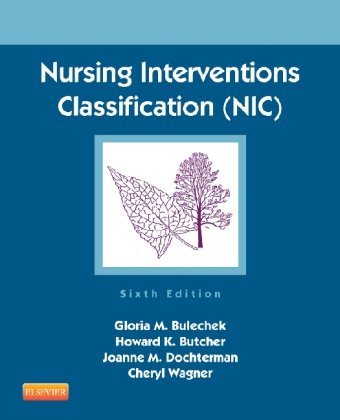 Nursing Interventions
Classification (NIC)
Sixth Edition
Gloria M. Bulechek
Howard K. Butcher
Joanne M. Dochterman
Cheryl Wagner
ELSEVIER